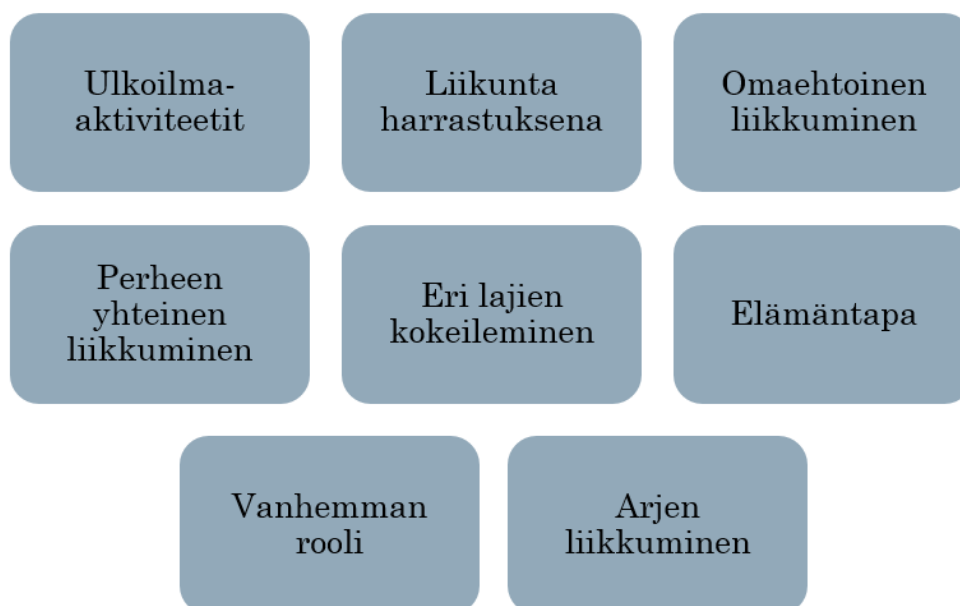 Ulkoilma-
aktiviteetit
Liikunta
harrastuksena
Omaehtoinen
liikkuminen
Perheen
yhteinen
liikkuminen
Eri lajien
kokeileminen
Elämäntapa
Vanhemman
rooli
Arjen
liikkuminen